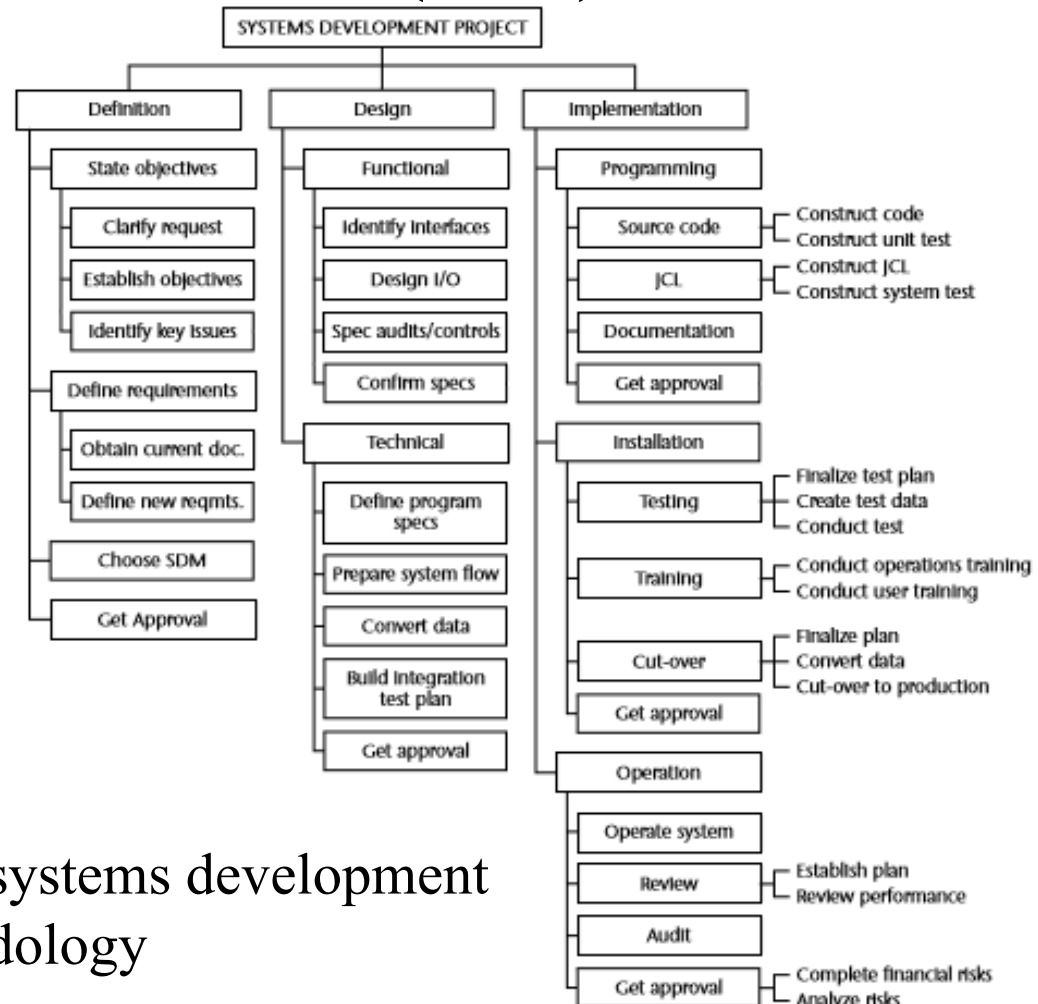 SYSTEMS DEVELOPMENT PROJECT
Definition
State objectives
Clarify request
Establish objectives
Identify key issues
Define requirements
Obtain current doc.
Define new reqmts.
Choose SDM
Get Approval
Design
Functional
Identify Interfaces
Design I/O
Spec audits/controls
Confirm specs
Technical
Define program
specs
Prepare system flow
Convert data
Build integration
test plan
Get approval
Implementation
Programming
Source code
Construct code
Construct unit test
JCL
Construct JCL
Construct system test
Documentation
Get approval
Installation
Testing
Finalize test plan
Create test data
Conduct test
Training
Conduct operations training
Conduct user training
Cut-over
Finalize plan
Convert data
Cut-over to production
Get approval
Operation
Operate system
Review
Establish plan
Review performance
Audit
Get approval
Complete financial risks
Analyze risks
systems development
dology